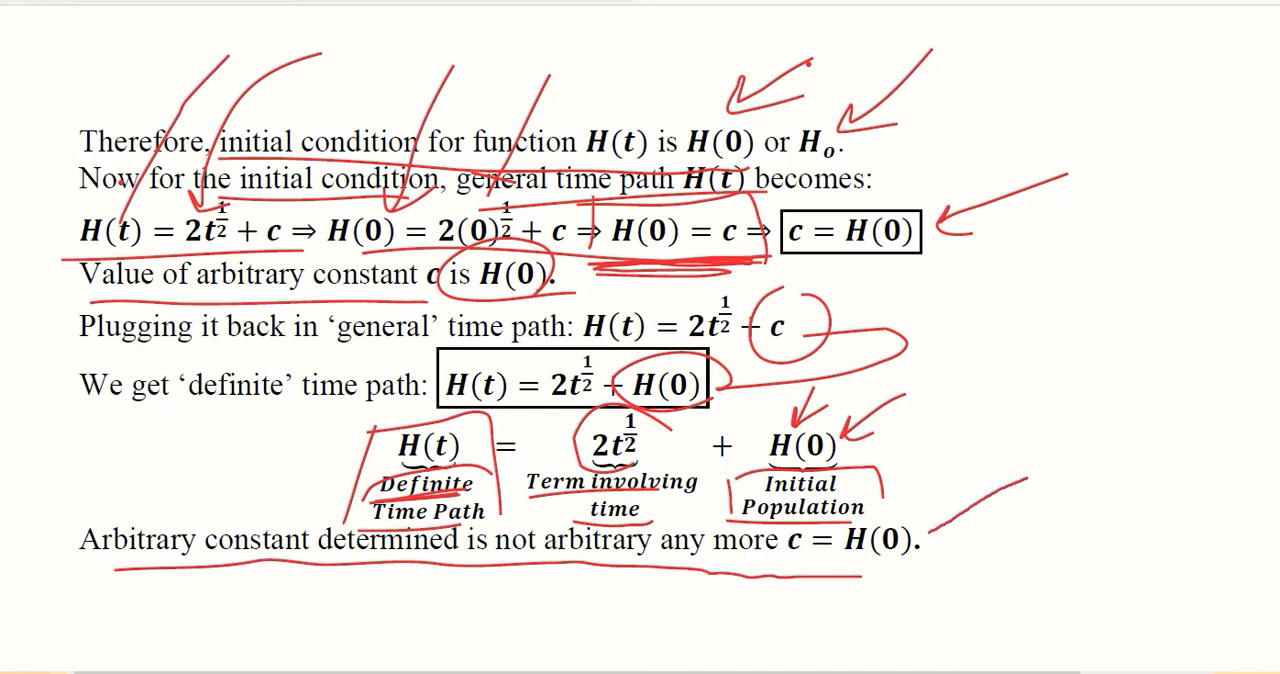 Therefore, initial condition for function H(t) is H(0) or Hₒ.
Now for the initial condition, general time path H(t) becomes:
H(t) = 2t^(1/2) + c ⇒ H(0) = 2(0)^(1/2) + c ⇒ H(0) = c ⇒ c = H(0)
Value of arbitrary constant c is H(0).
Plugging it back in ‘general’ time path: H(t) = 2t^(1/2) + c
We get ‘definite’ time path: H(t) = 2t^(1/2) + H(0)
H(t) = 2t^(1/2) + H(0)
Definite Term involving Initial
Time Path time Population
Arbitrary constant determined is not arbitrary any more c = H(0).